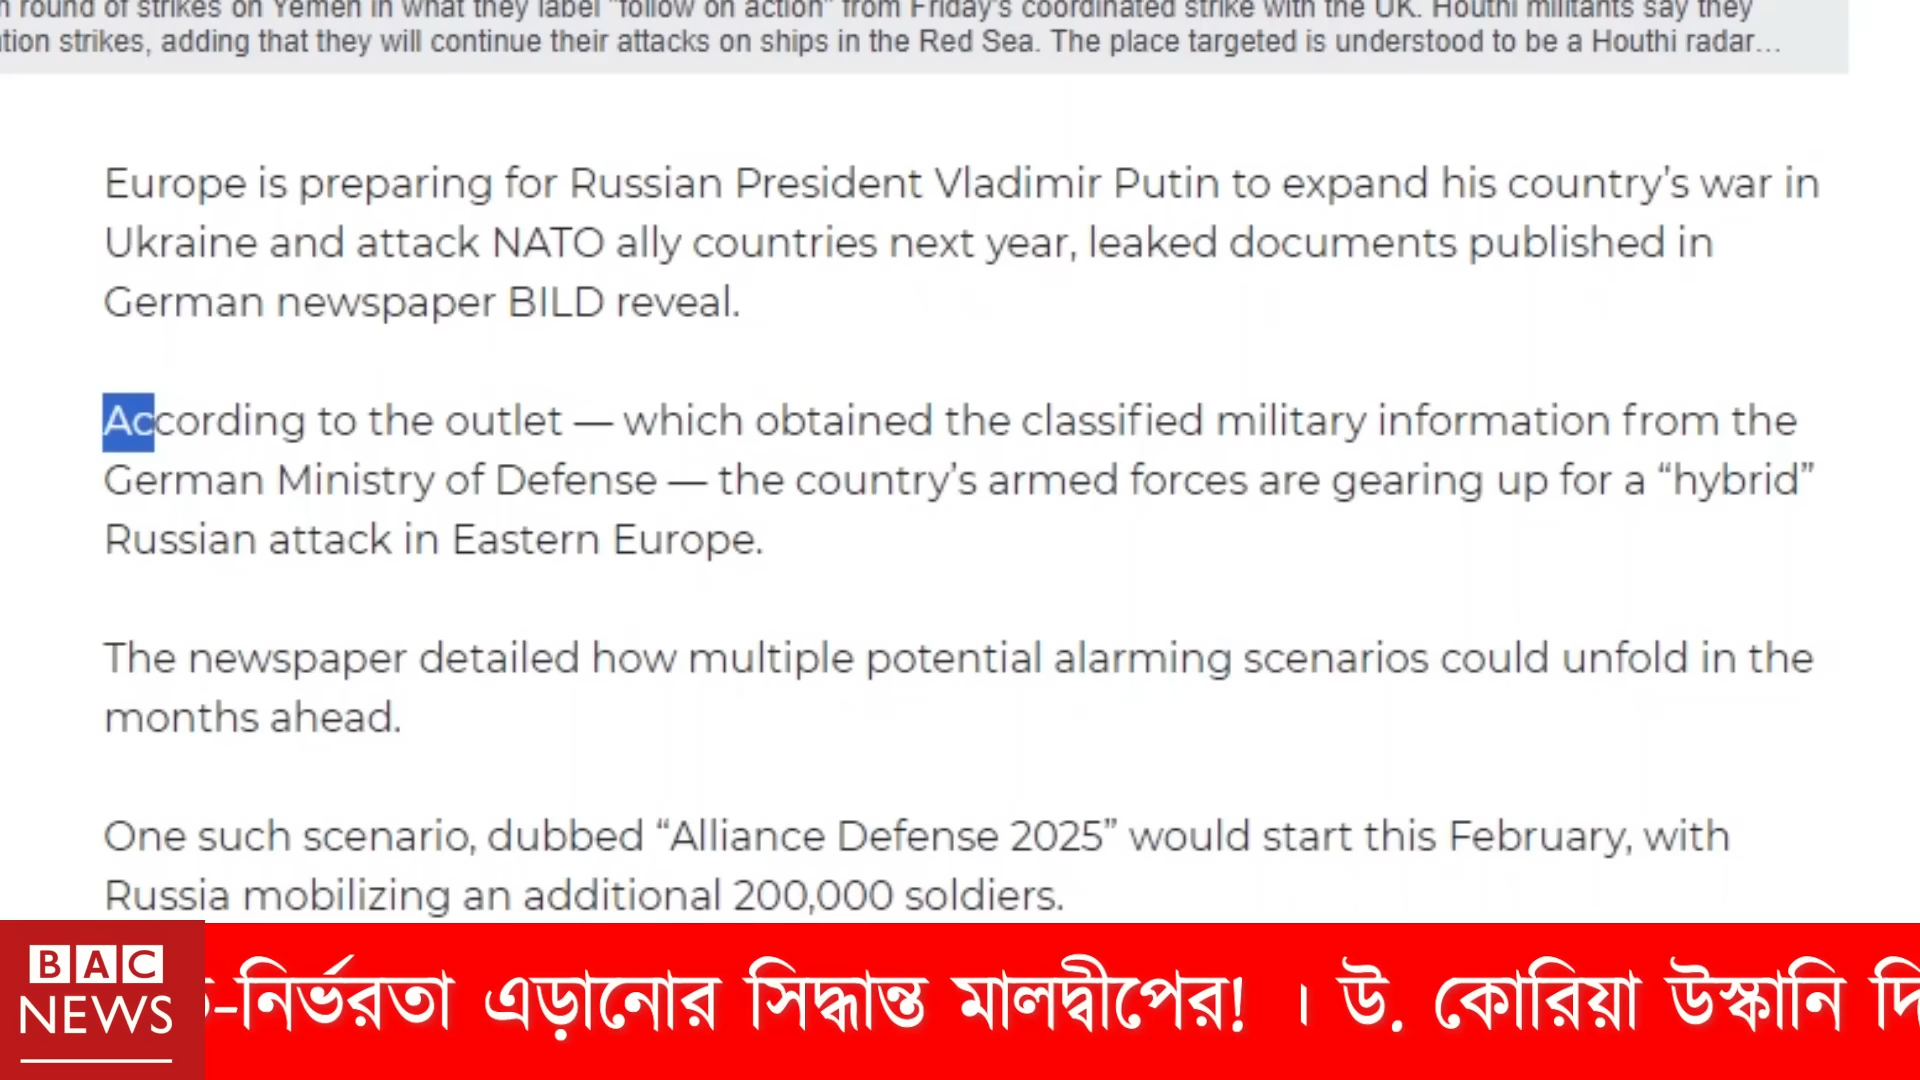 round of strikes on Yemen in what they label "follow on action" from Friday's coordinated strike with the UK. Houthi militants say they
tion strikes, adding that they will continue their attacks on ships in the Red Sea. The place targeted is understood to be a Houthi radar...
Europe is preparing for Russian President Vladimir Putin to expand his country’s war in
Ukraine and attack NATO ally countries next year, leaked documents published in
German newspaper BILD reveal.
According to the outlet — which obtained the classified military information from the
German Ministry of Defense — the country’s armed forces are gearing up for a “hybrid”
Russian attack in Eastern Europe.
The newspaper detailed how multiple potential alarming scenarios could unfold in the
months ahead.
One such scenario, dubbed “Alliance Defense 2025” would start this February, with
Russia mobilizing an additional 200,000 soldiers.
BAC
NEWS
-নির্ভরতা এড়ানোর সিদ্ধান্ত মালদ্বীপের! । উ. কোরিয়া উস্কানি দি